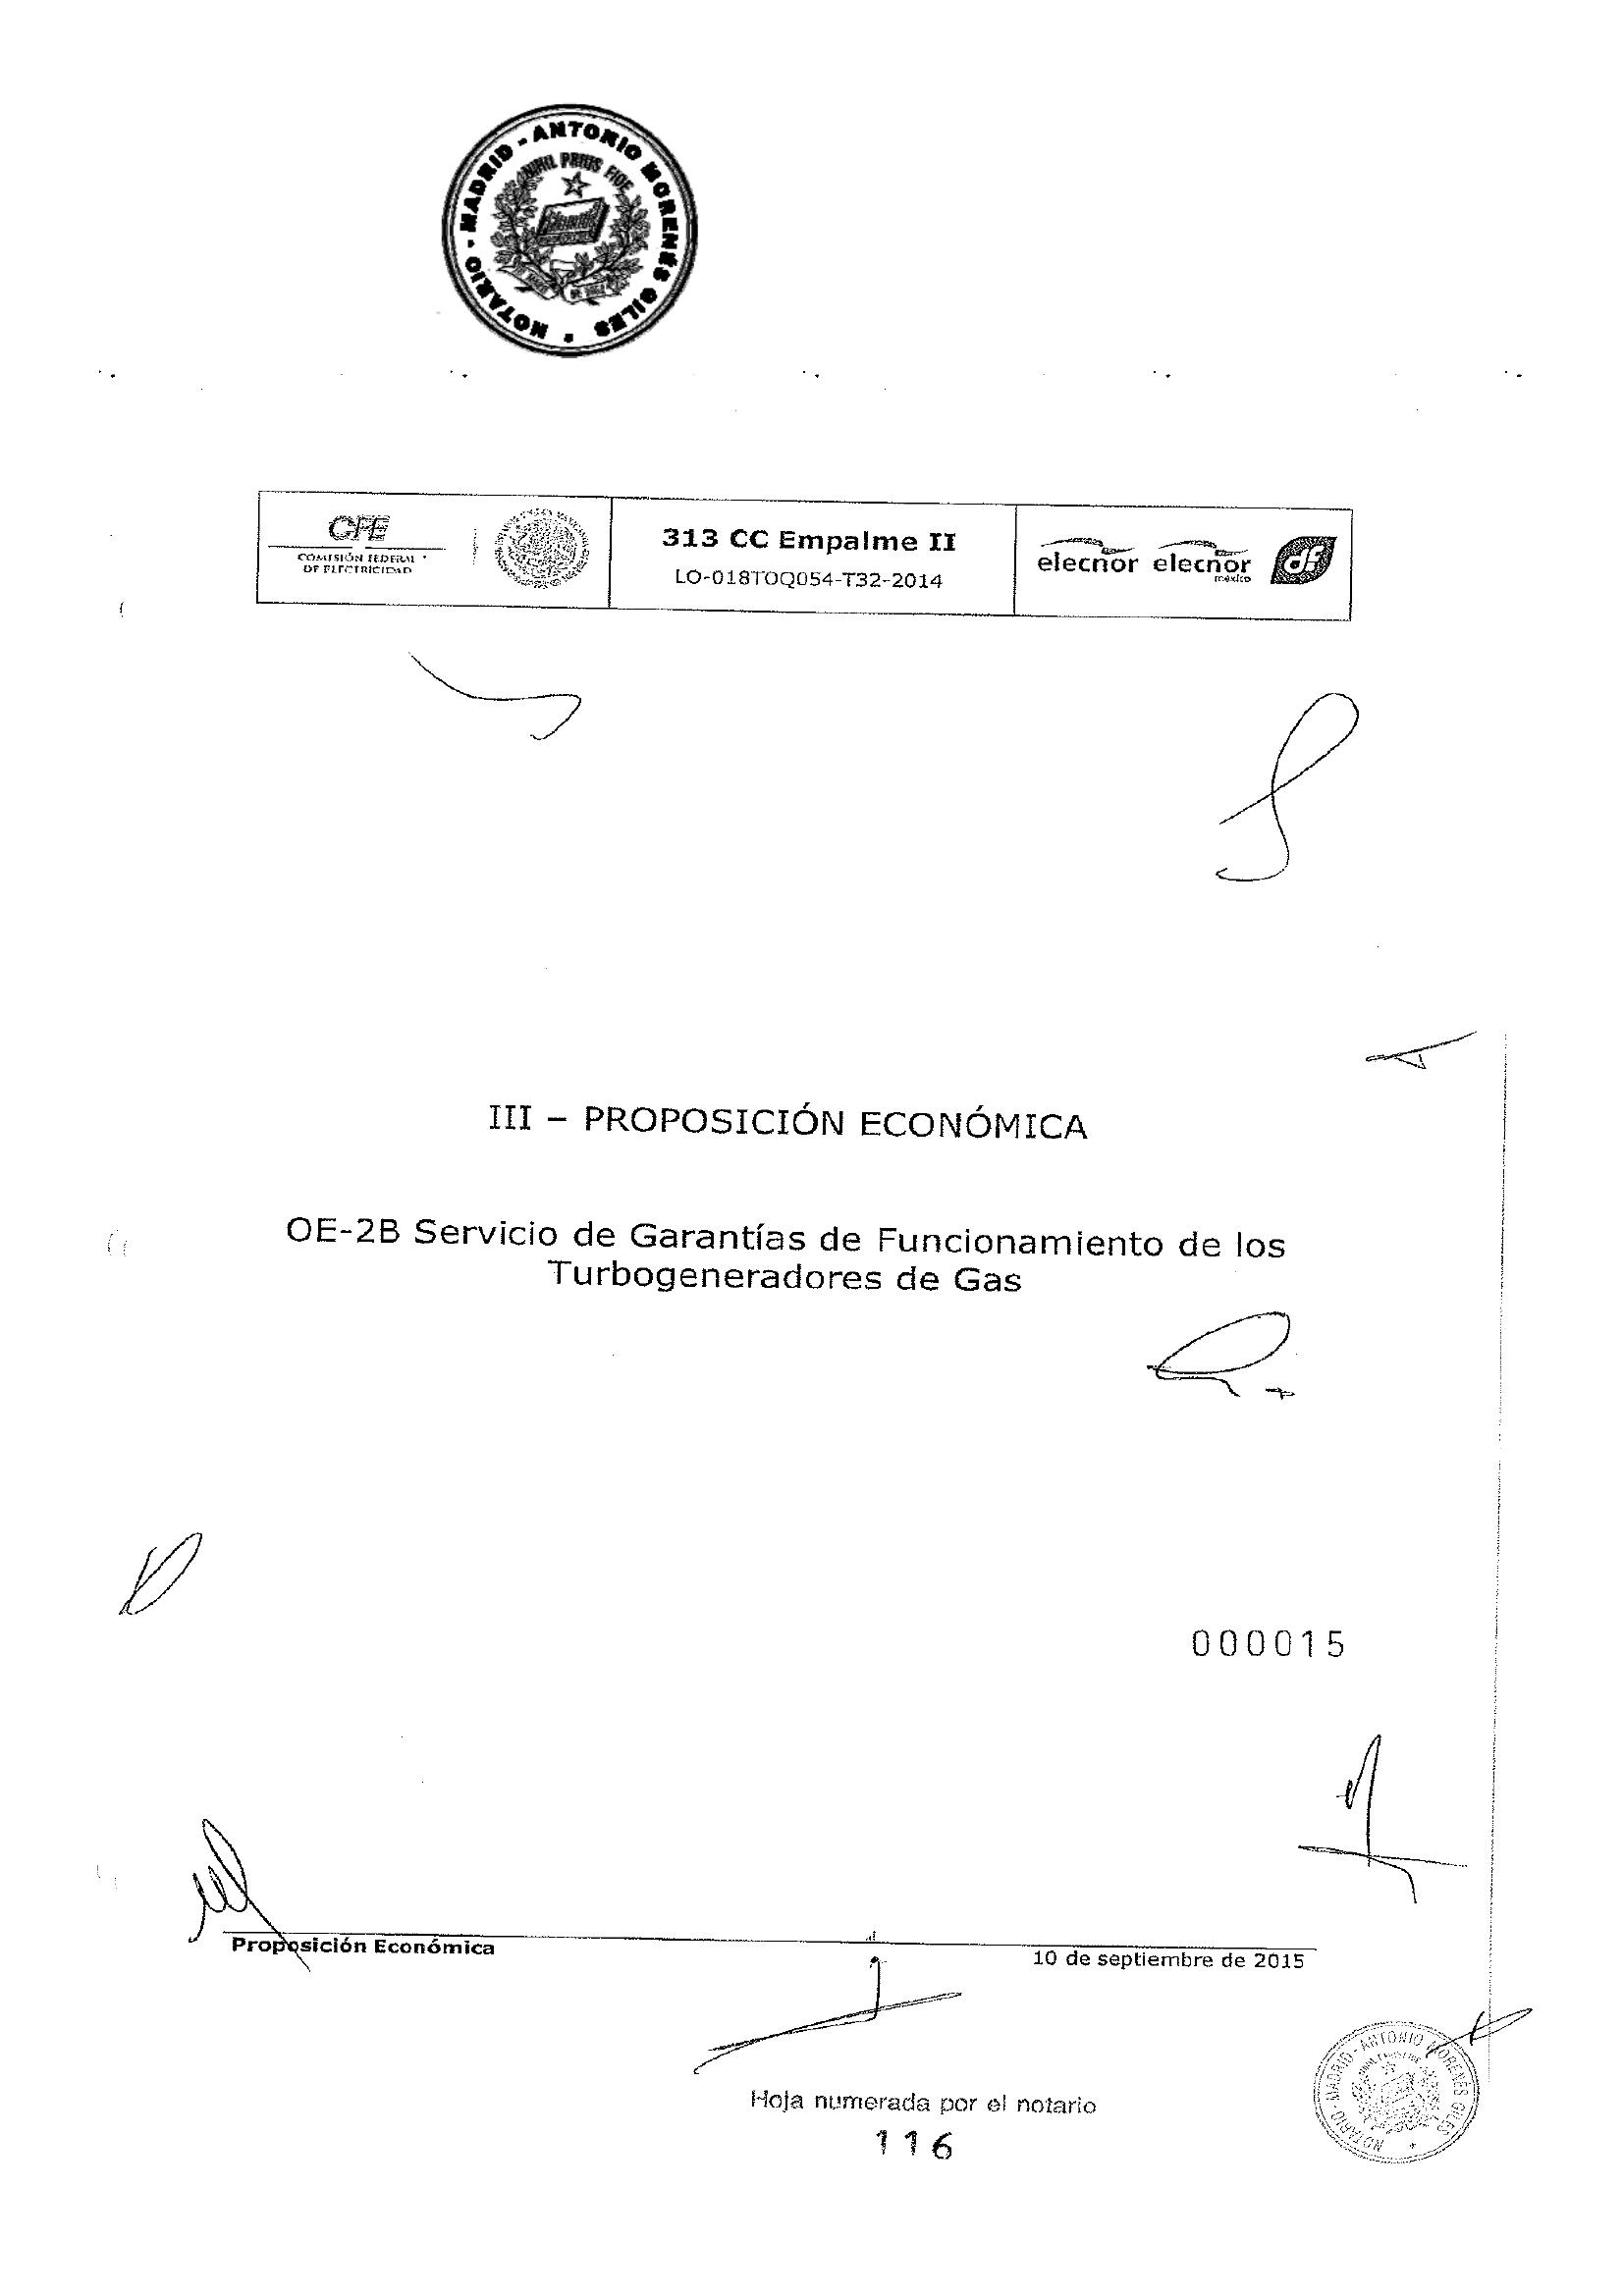 NOTARIO - MADRID - ANTONIO MORENÉS GILES
NIHIL PRIUS FIDE
CFE
COMISIÓN FEDERAL
DE ELECTRICIDAD
313 CC Empalme II
LO-018TOQ054-T32-2014
elecnor elecnor
méxico
df
III – PROPOSICIÓN ECONÓMICA
OE-2B Servicio de Garantías de Funcionamiento de los
Turbogeneradores de Gas
000015
Proposición Económica
10 de septiembre de 2015
Hoja numerada por el notario
116
NOTARIO - MADRID - ANTONIO MORENÉS GILES